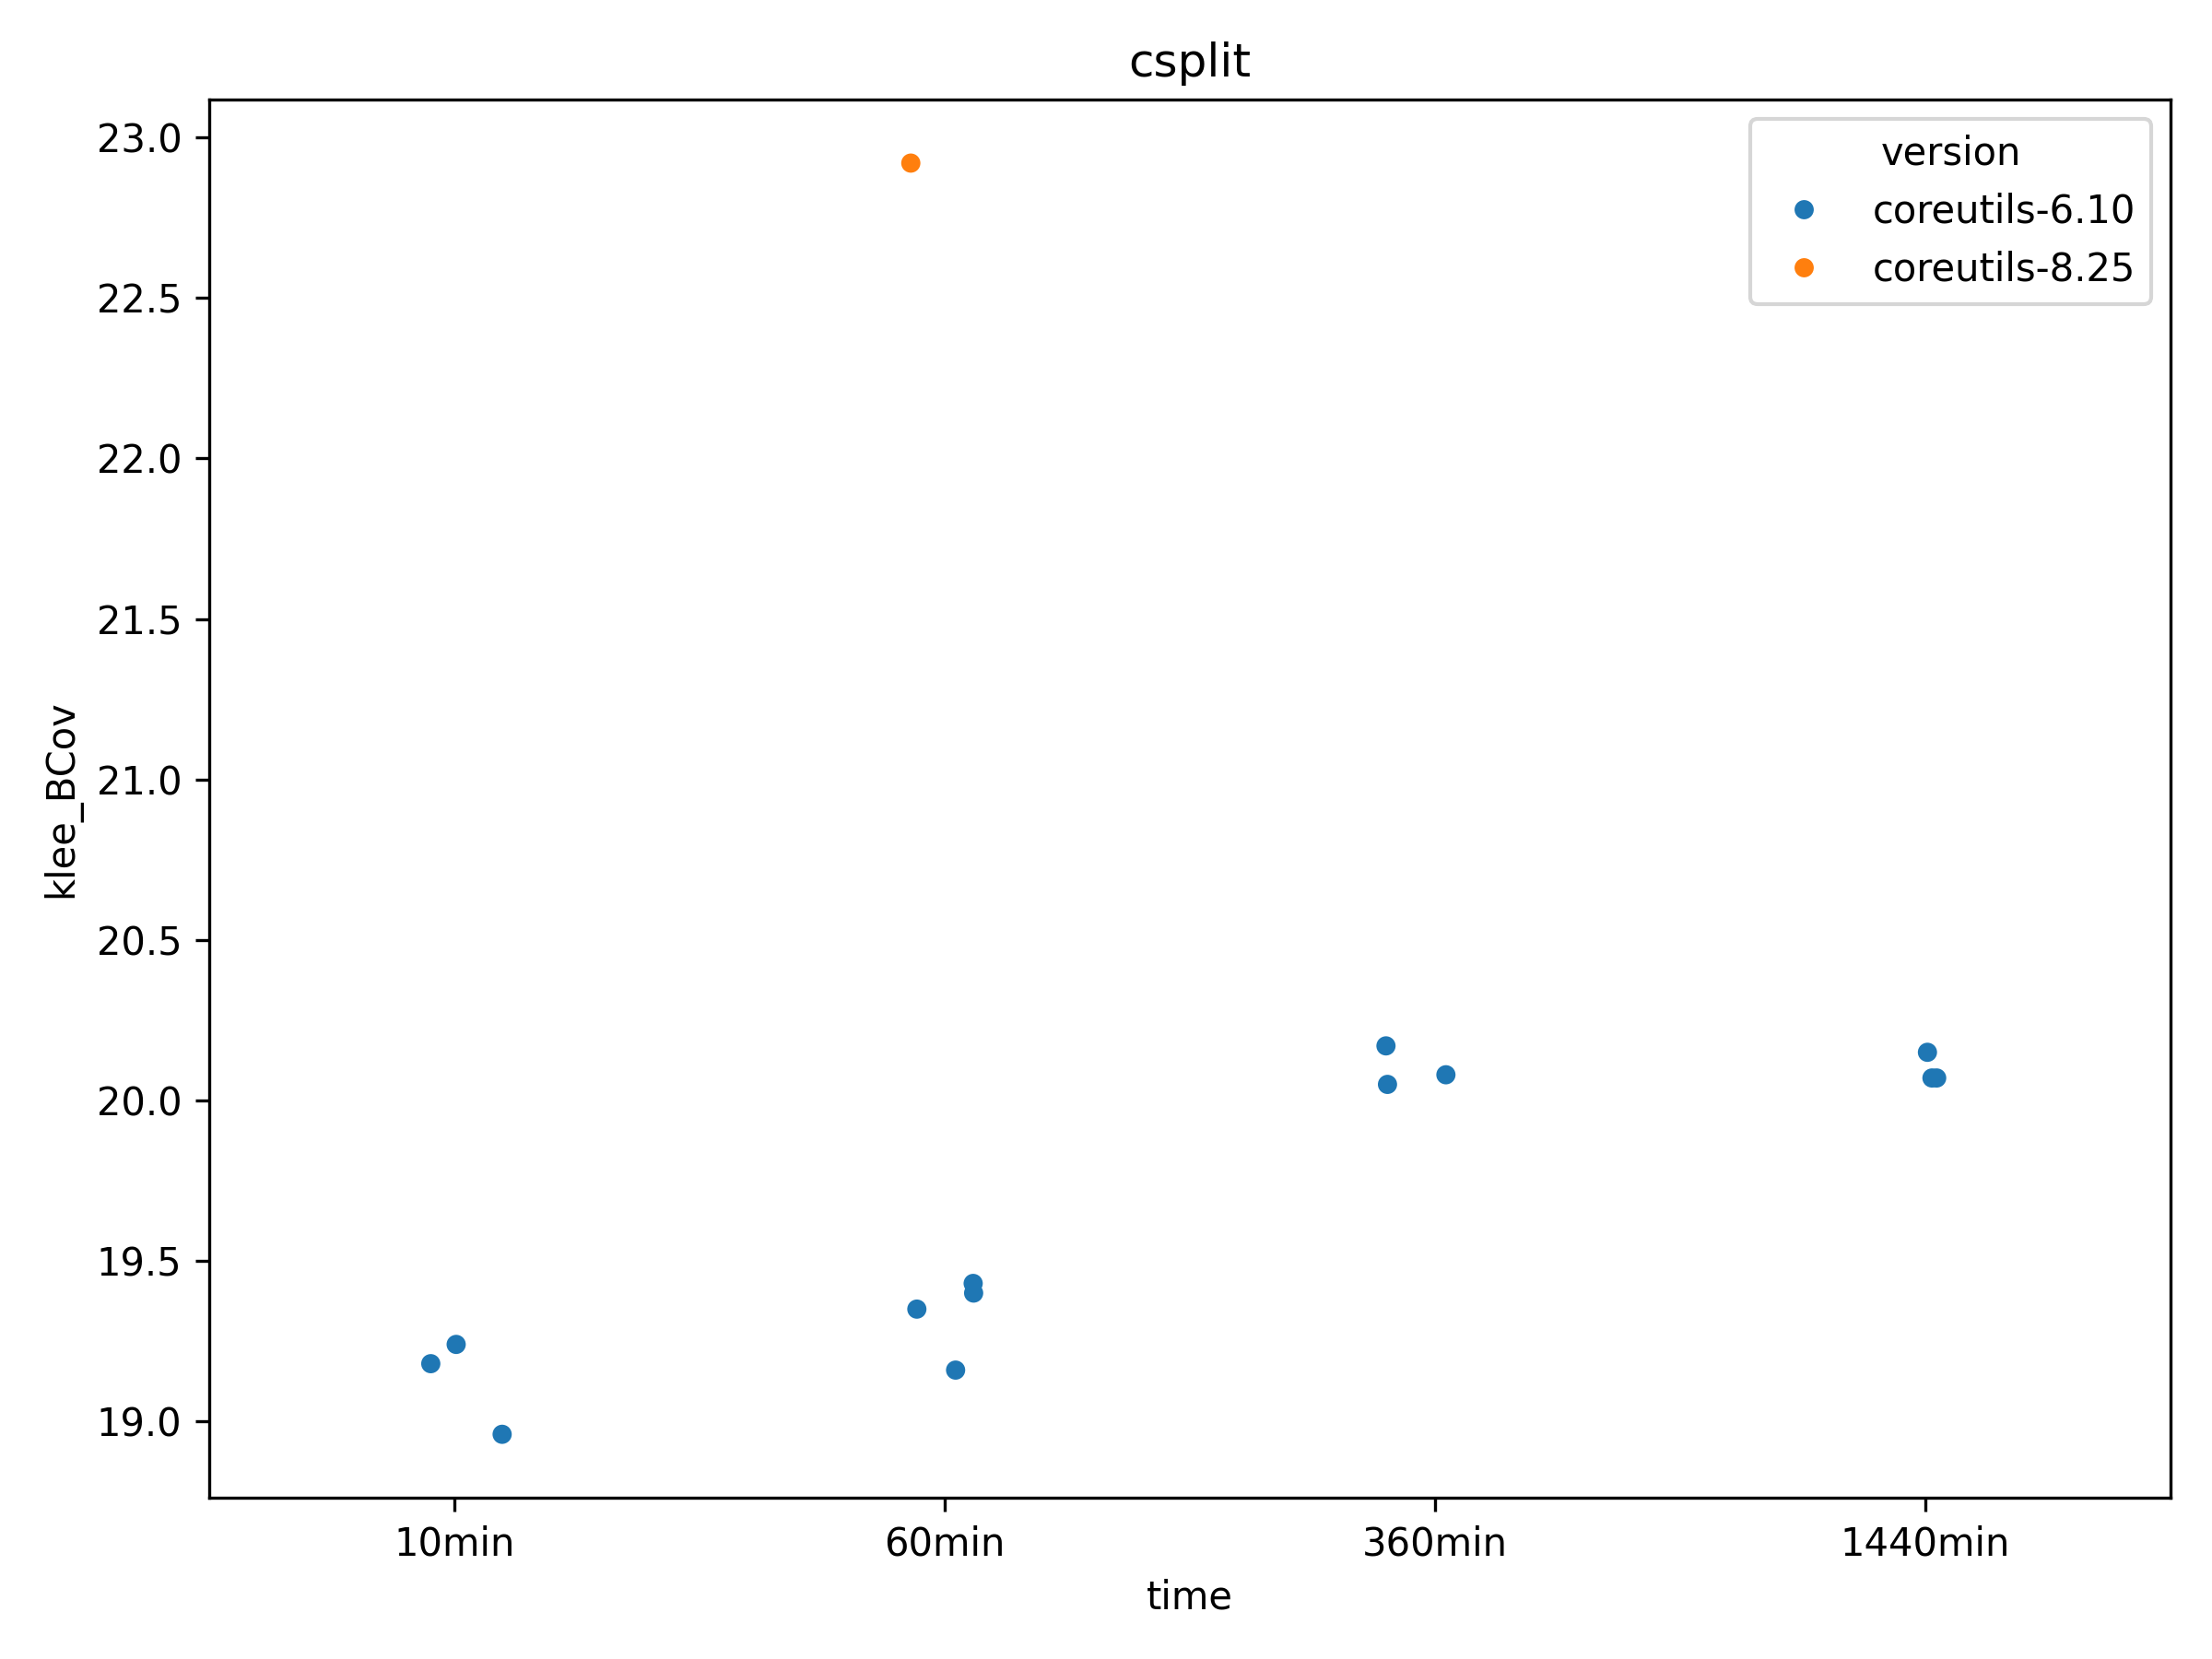 csplit
23.0
22.5
22.0
21.5
21.0
20.5
20.0
19.5
19.0
klee_BCov
version
coreutils-6.10
coreutils-8.25
10min
60min
360min
1440min
time